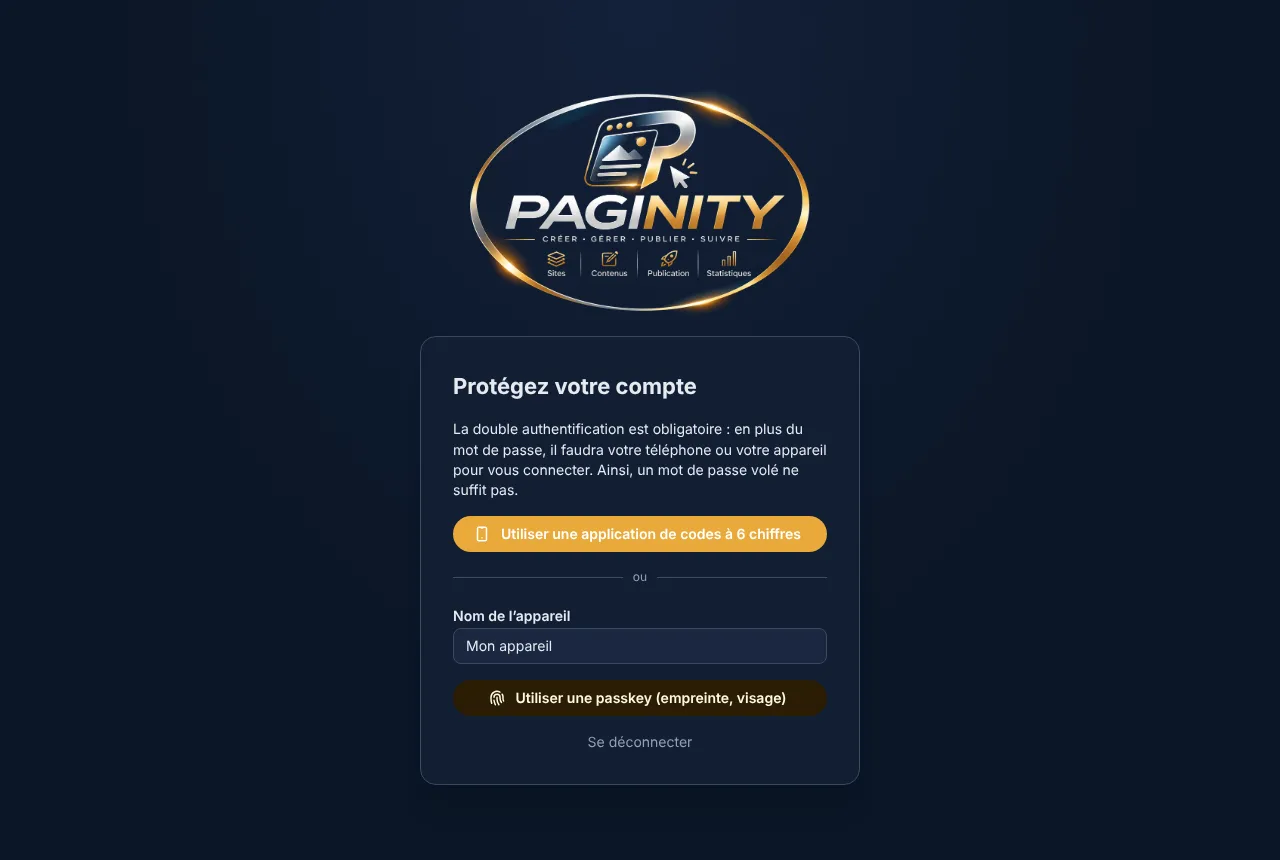 PAGINITY
CRÉER • GÉRER • PUBLIER • SUIVRE
Sites Contenus Publication Statistiques
Protégez votre compte
La double authentification est obligatoire : en plus du
mot de passe, il faudra votre téléphone ou votre appareil
pour vous connecter. Ainsi, un mot de passe volé ne
suffit pas.
Utiliser une application de codes à 6 chiffres
ou
Nom de l’appareil
Mon appareil
Utiliser une passkey (empreinte, visage)
Se déconnecter